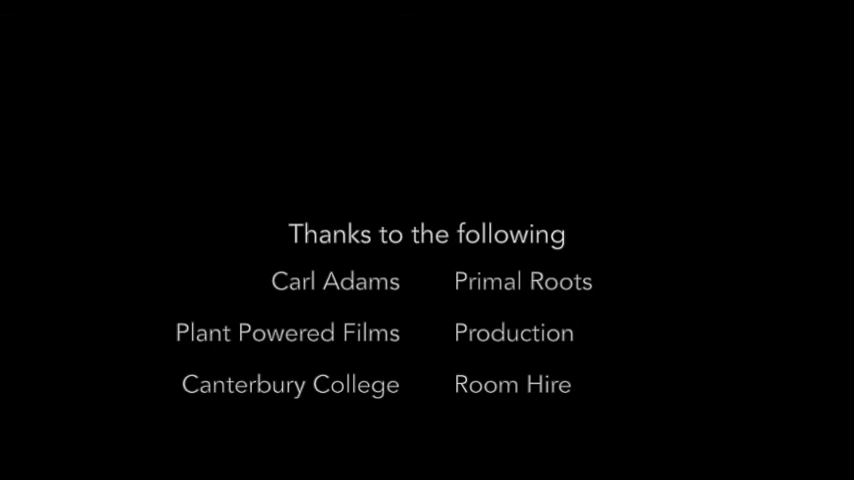 Thanks to the following
Carl Adams Primal Roots
Plant Powered Films Production
Canterbury College Room Hire